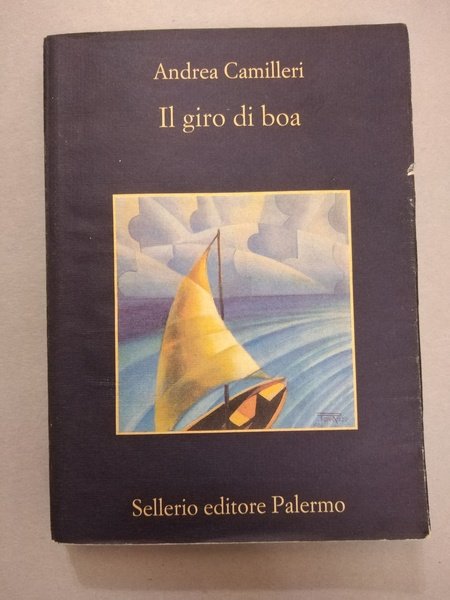 Andrea Camilleri
Il giro di boa
Sellerio editore Palermo